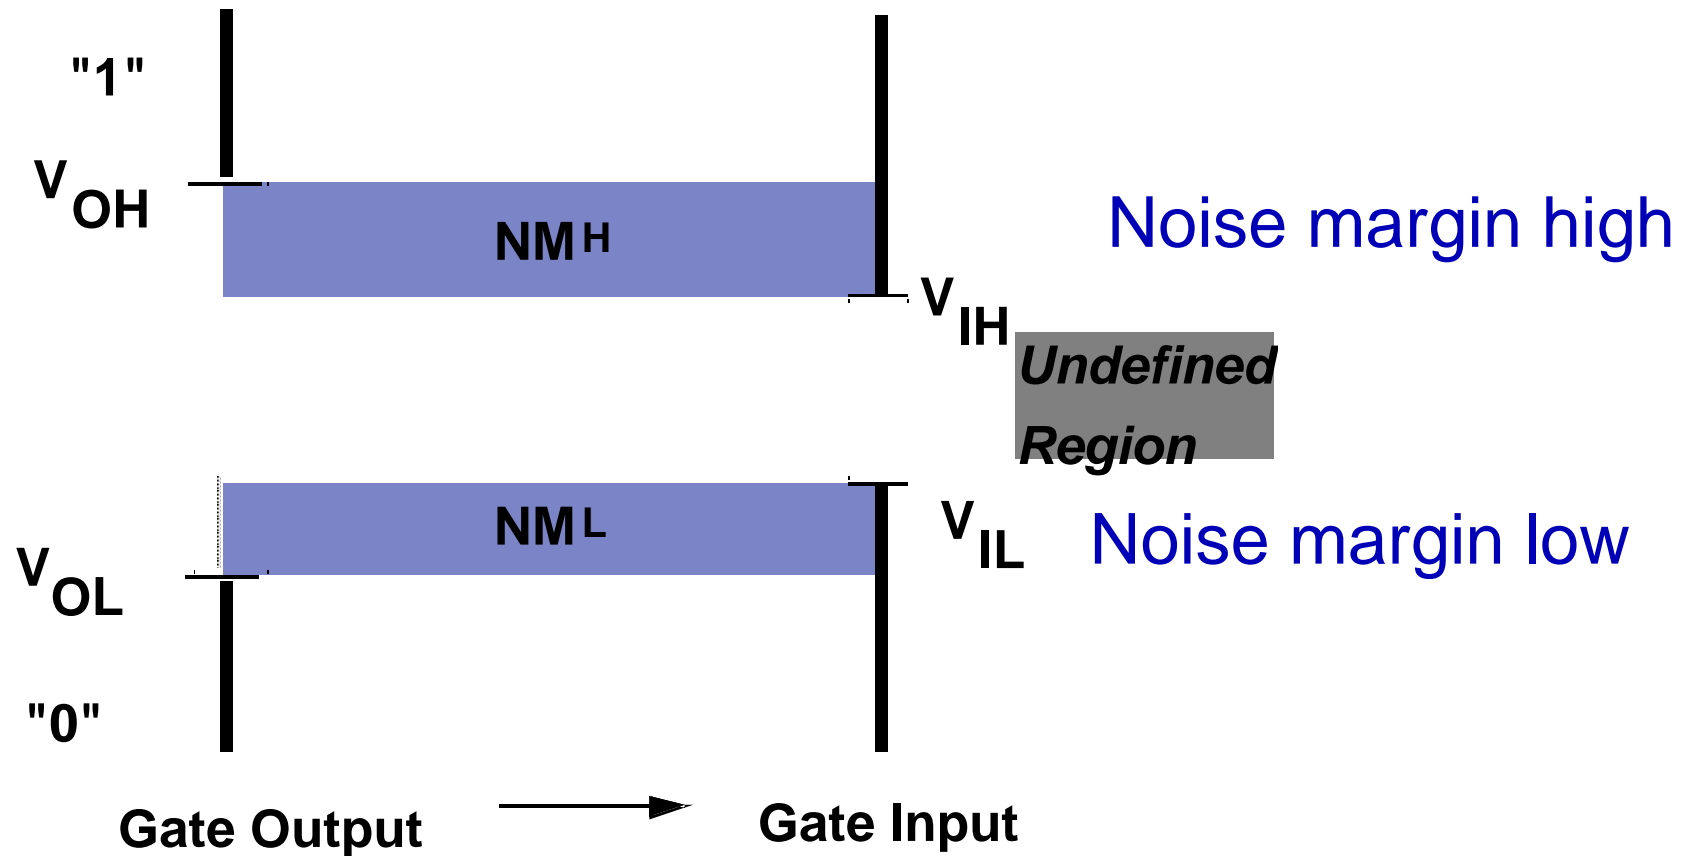 "1"
VOH
NMH
Noise margin high
VIH
Undefined
Region
NML
VIL
Noise margin low
VOL
"0"
Gate Output
Gate Input